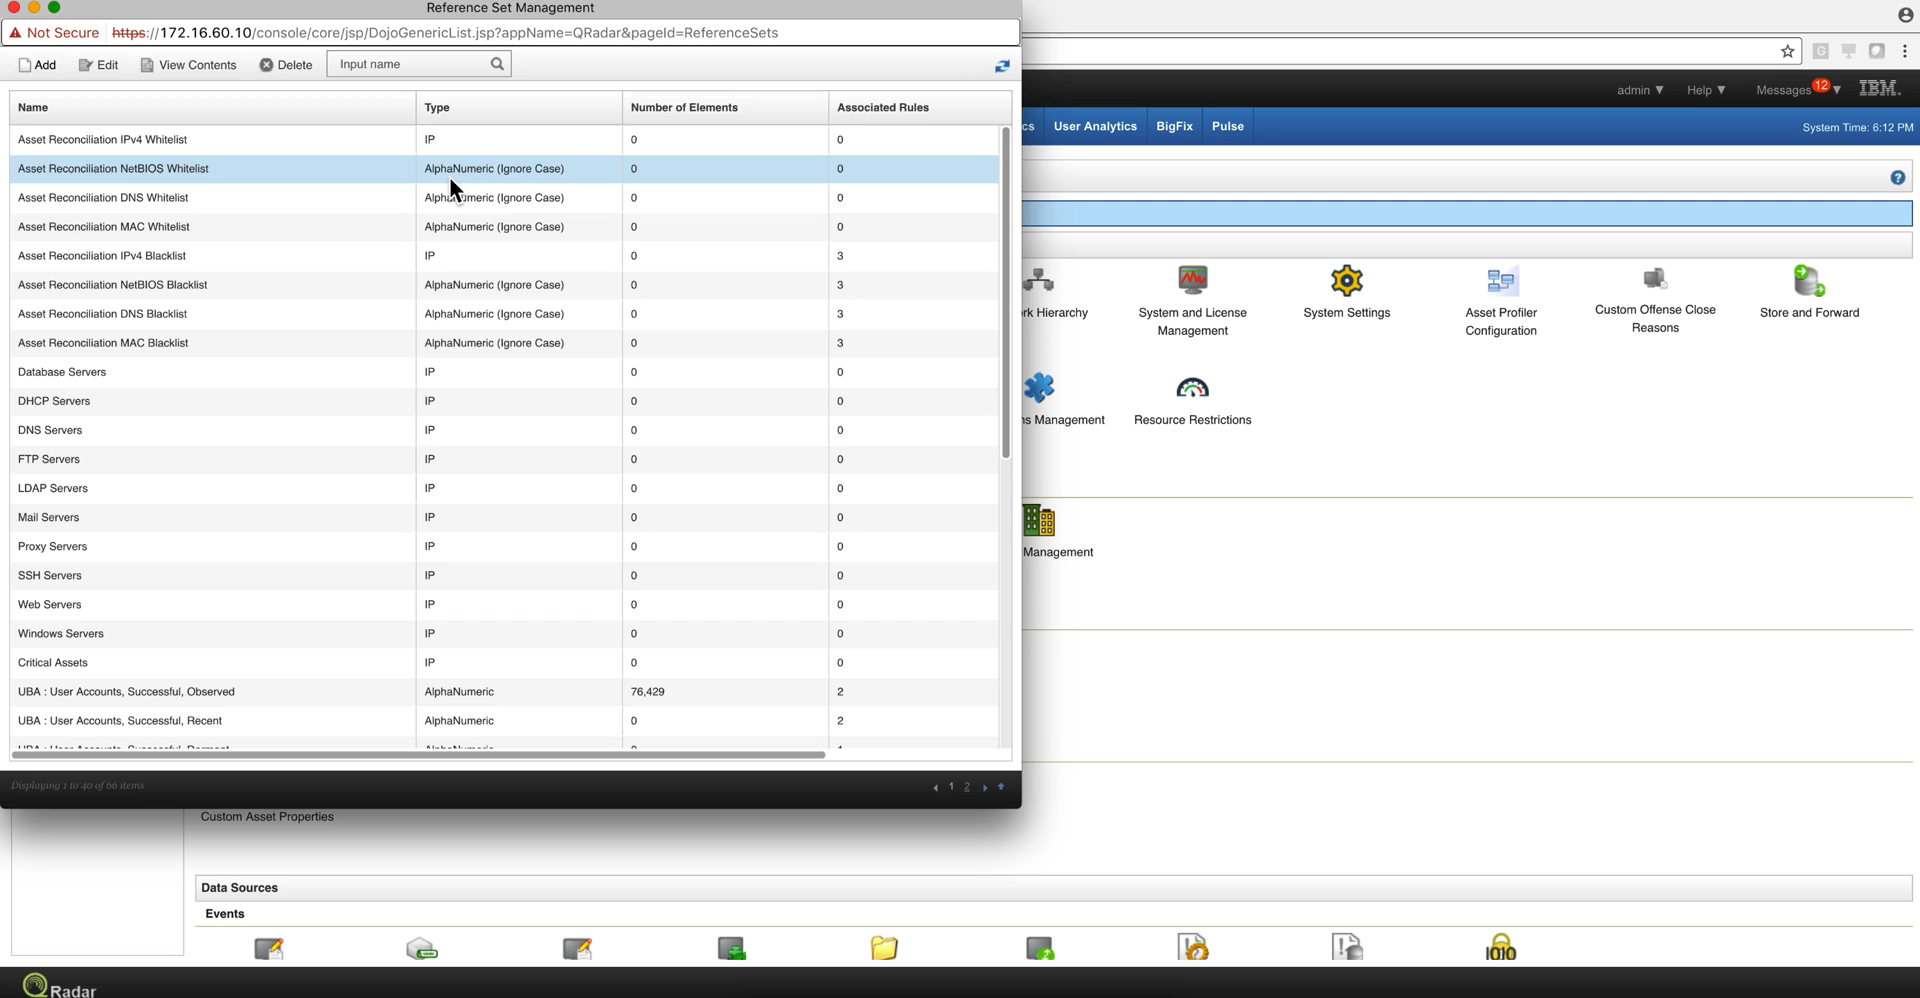 Reference Set Management
Not Secure https://172.16.60.10/console/core/jsp/DojoGenericList.jsp?appName=QRadar&pageId=ReferenceSets
Add Edit View Contents Delete Input name
Name Type Number of Elements Associated Rules
Asset Reconciliation IPv4 Whitelist IP 0 0
Asset Reconciliation NetBIOS Whitelist AlphaNumeric (Ignore Case) 0 0
Asset Reconciliation DNS Whitelist AlphaNumeric (Ignore Case) 0 0
Asset Reconciliation MAC Whitelist AlphaNumeric (Ignore Case) 0 0
Asset Reconciliation IPv4 Blacklist IP 0 3
Asset Reconciliation NetBIOS Blacklist AlphaNumeric (Ignore Case) 0 3
Asset Reconciliation DNS Blacklist AlphaNumeric (Ignore Case) 0 3
Asset Reconciliation MAC Blacklist AlphaNumeric (Ignore Case) 0 3
Database Servers IP 0 0
DHCP Servers IP 0 0
DNS Servers IP 0 0
FTP Servers IP 0 0
LDAP Servers IP 0 0
Mail Servers IP 0 0
Proxy Servers IP 0 0
SSH Servers IP 0 0
Web Servers IP 0 0
Windows Servers IP 0 0
Critical Assets IP 0 0
UBA : User Accounts, Successful, Observed AlphaNumeric 76,429 2
UBA : User Accounts, Successful, Recent AlphaNumeric 0 2
Displaying 1 to 40 of 66 items 1 2
admin Help Messages 12 IBM
cs User Analytics BigFix Pulse System Time: 6:12 PM
rk Hierarchy
System and License
Management
System Settings
Asset Profiler
Configuration
Custom Offense Close
Reasons
Store and Forward
ns Management
Resource Restrictions
Management
Custom Asset Properties
Data Sources
Events
QRadar